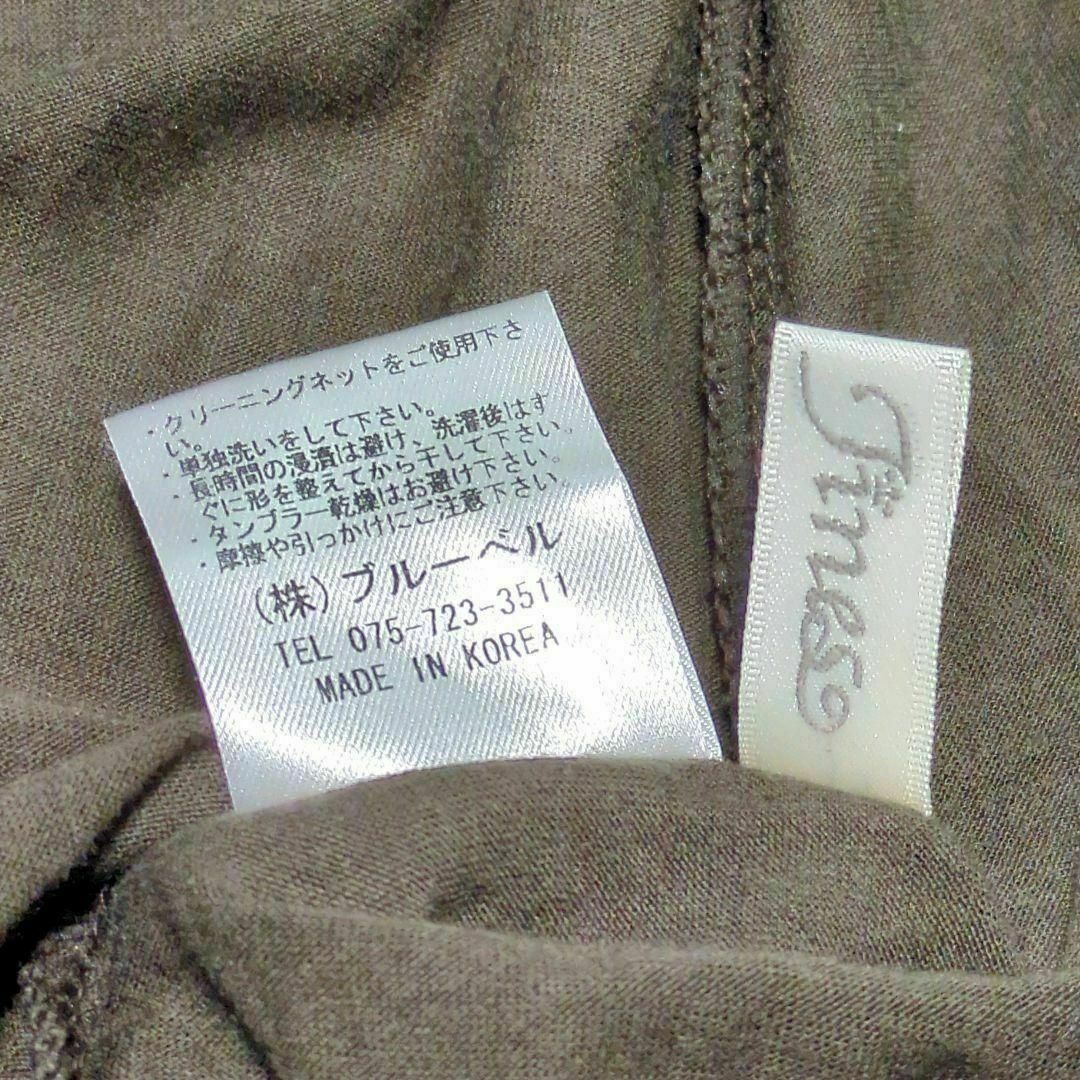 ・クリーニングネットをご使用下さ
い。
・単独洗いをして下さい。
・長時間の浸漬は避け、洗濯後はす
ぐに形を整えてから干して下さい。
・タンブラー乾燥はお避け下さい。
・摩擦や引っかけにご注意下さい。
(株)ブルーベル
TEL 075-723-3511
MADE IN KOREA
Jines